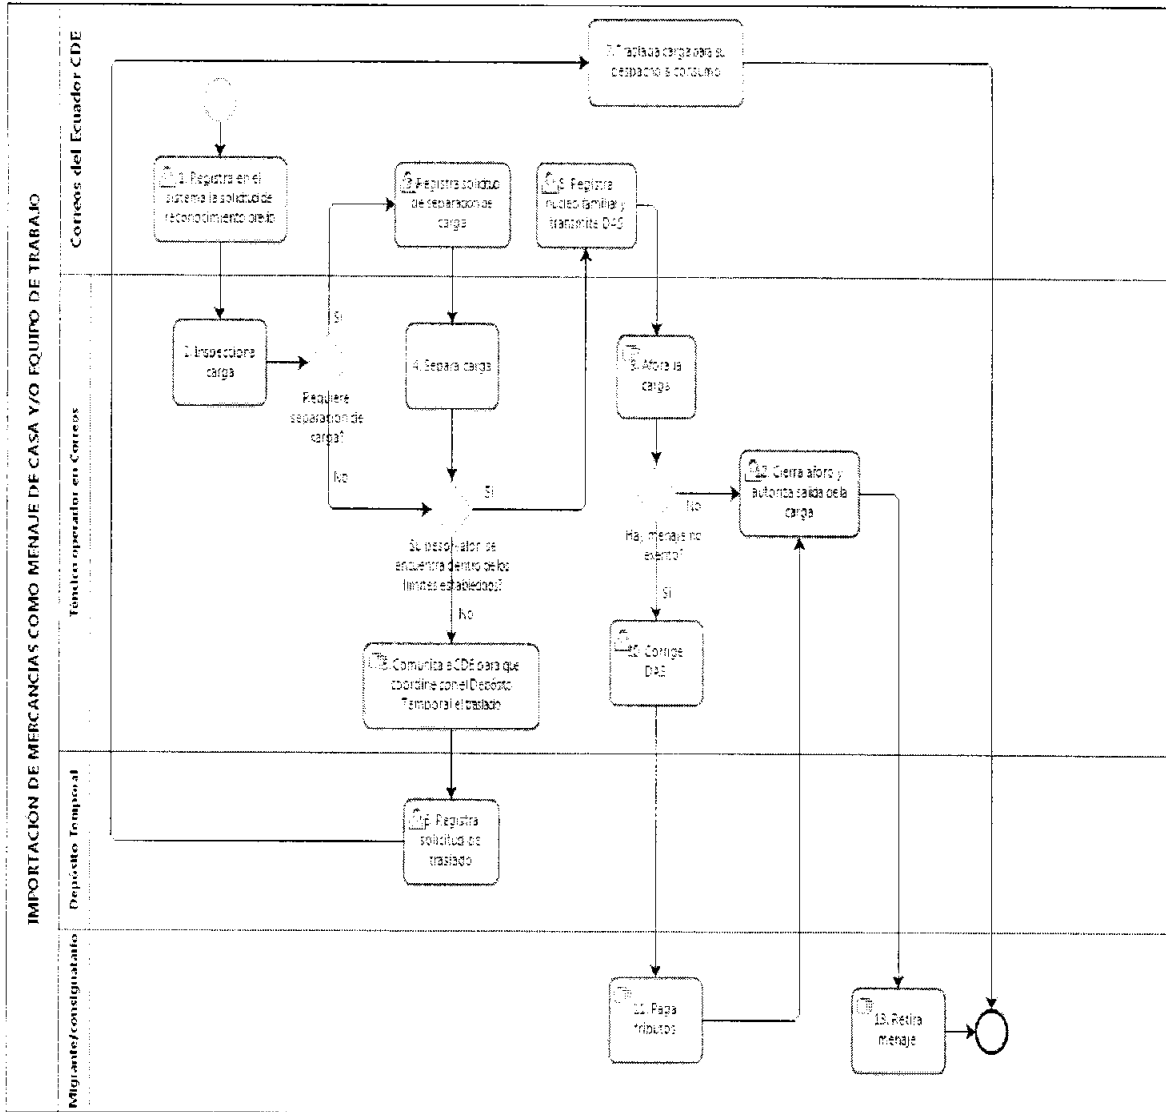 IMPORTACIÓN DE MERCANCIAS COMO MENAJE DE CASA Y/O EQUIPO DE TRABAJO
Correos del Ecuador CDE
7. Traslada carga para su
despacho a consumo
1. Registra en el
sistema la solicitud de
reconocimiento previo
3. Registra solicitud
de separación de
carga
Registra
núcleo familiar y
transmite DAS
Técnico operador en Correos
2. Inspecciona
carga
Si
Requiere
separación de
carga?
No
4. Separa carga
Si
Su peso/valor se
encuentra dentro de los
límites establecidos?
No
5. Comunica a CDE para que
coordine con el Depósito
Temporal el traslado
9. Afora la
carga
No
Hay menaje no
exento?
Si
10. Corrige
DAS
12. Cierra aforo y
autoriza salida de la
carga
Depósito Temporal
6. Registra
solicitud de
traslado
Migrante/consignatario
11. Paga
tributos
13. Retira
menaje